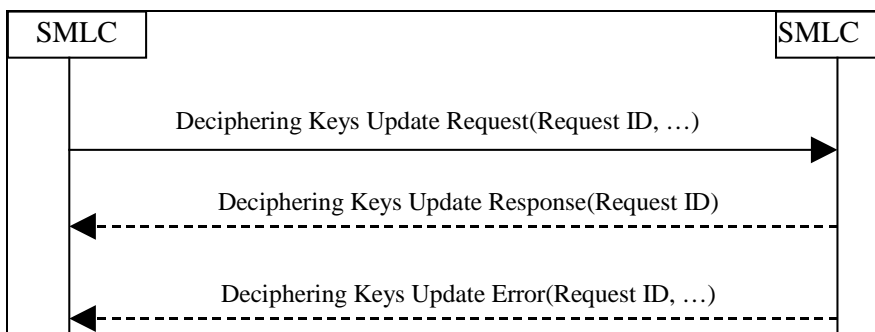 SMLC
SMLC
Deciphering Keys Update Request(Request ID, …)
Deciphering Keys Update Response(Request ID)
Deciphering Keys Update Error(Request ID, …)